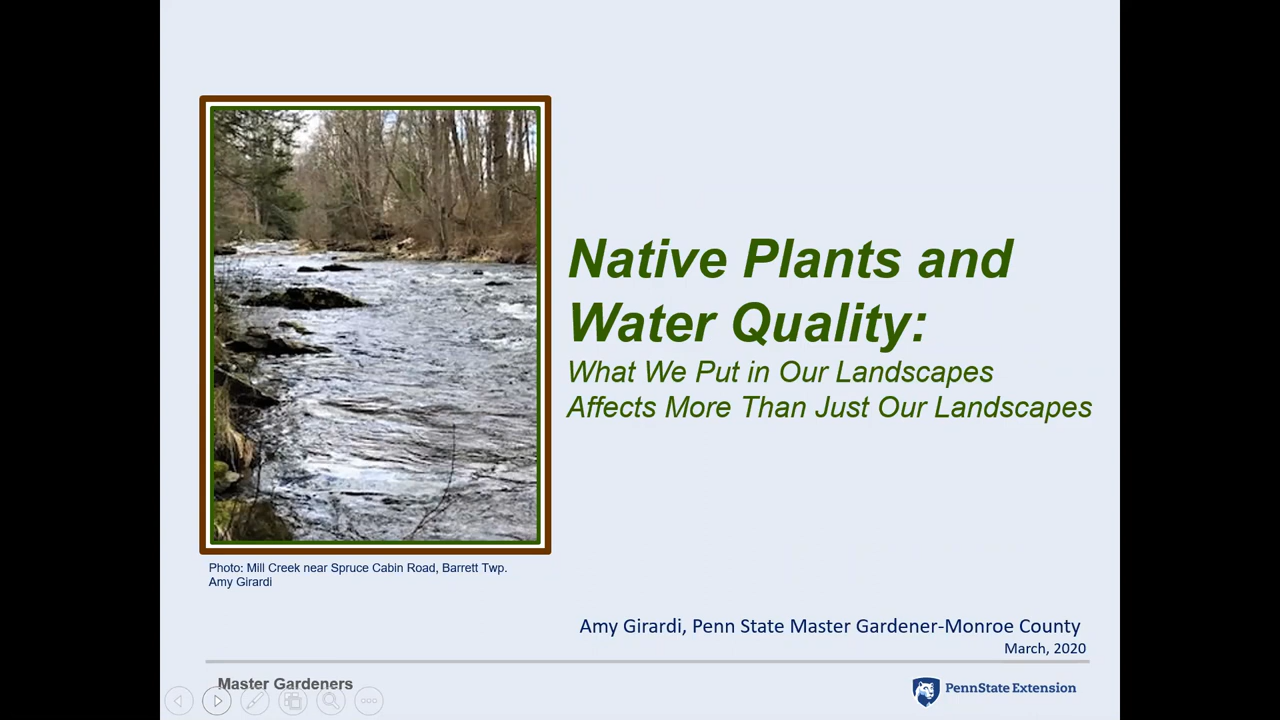 Native Plants and
Water Quality:
What We Put in Our Landscapes
Affects More Than Just Our Landscapes
Photo: Mill Creek near Spruce Cabin Road, Barrett Twp.
Amy Girardi
Amy Girardi, Penn State Master Gardener-Monroe County
March, 2020
Master Gardeners
PennState Extension